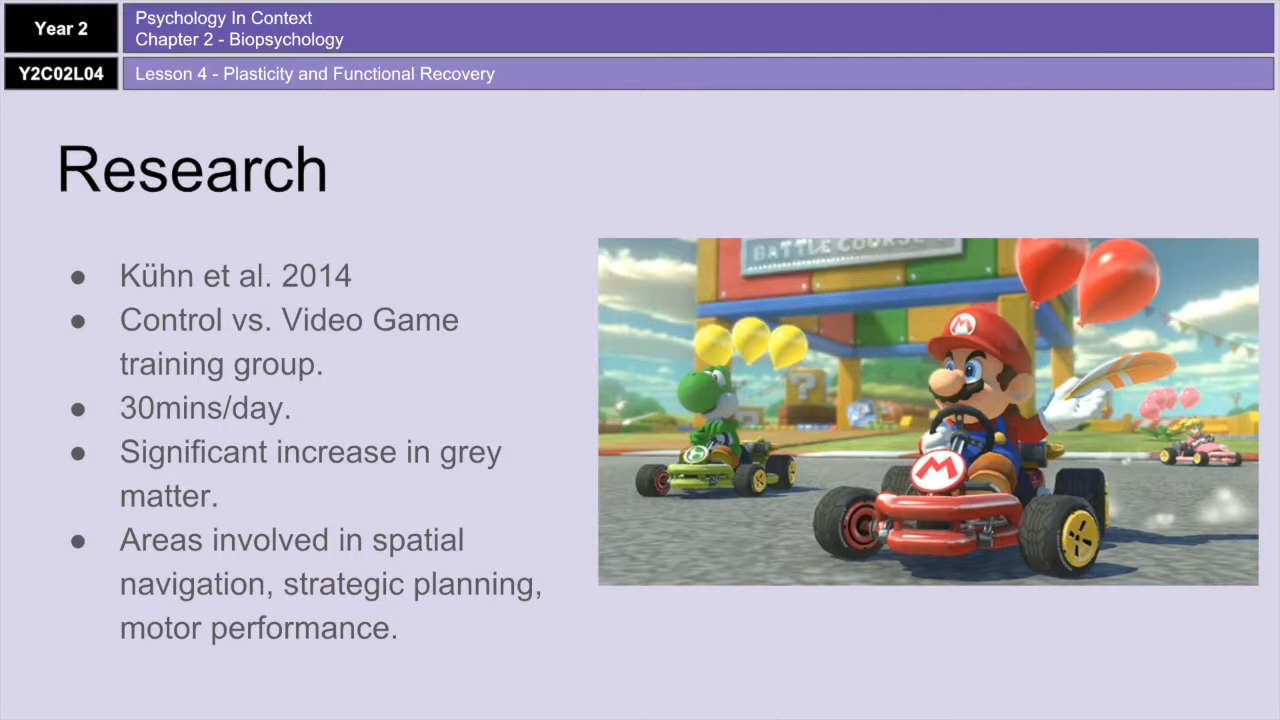 Year 2
Psychology In Context
Chapter 2 - Biopsychology
Y2C02L04
Lesson 4 - Plasticity and Functional Recovery
Research
● Kühn et al. 2014
● Control vs. Video Game
training group.
● 30mins/day.
● Significant increase in grey
matter.
● Areas involved in spatial
navigation, strategic planning,
motor performance.
BATTLE COURSE
M
M
?